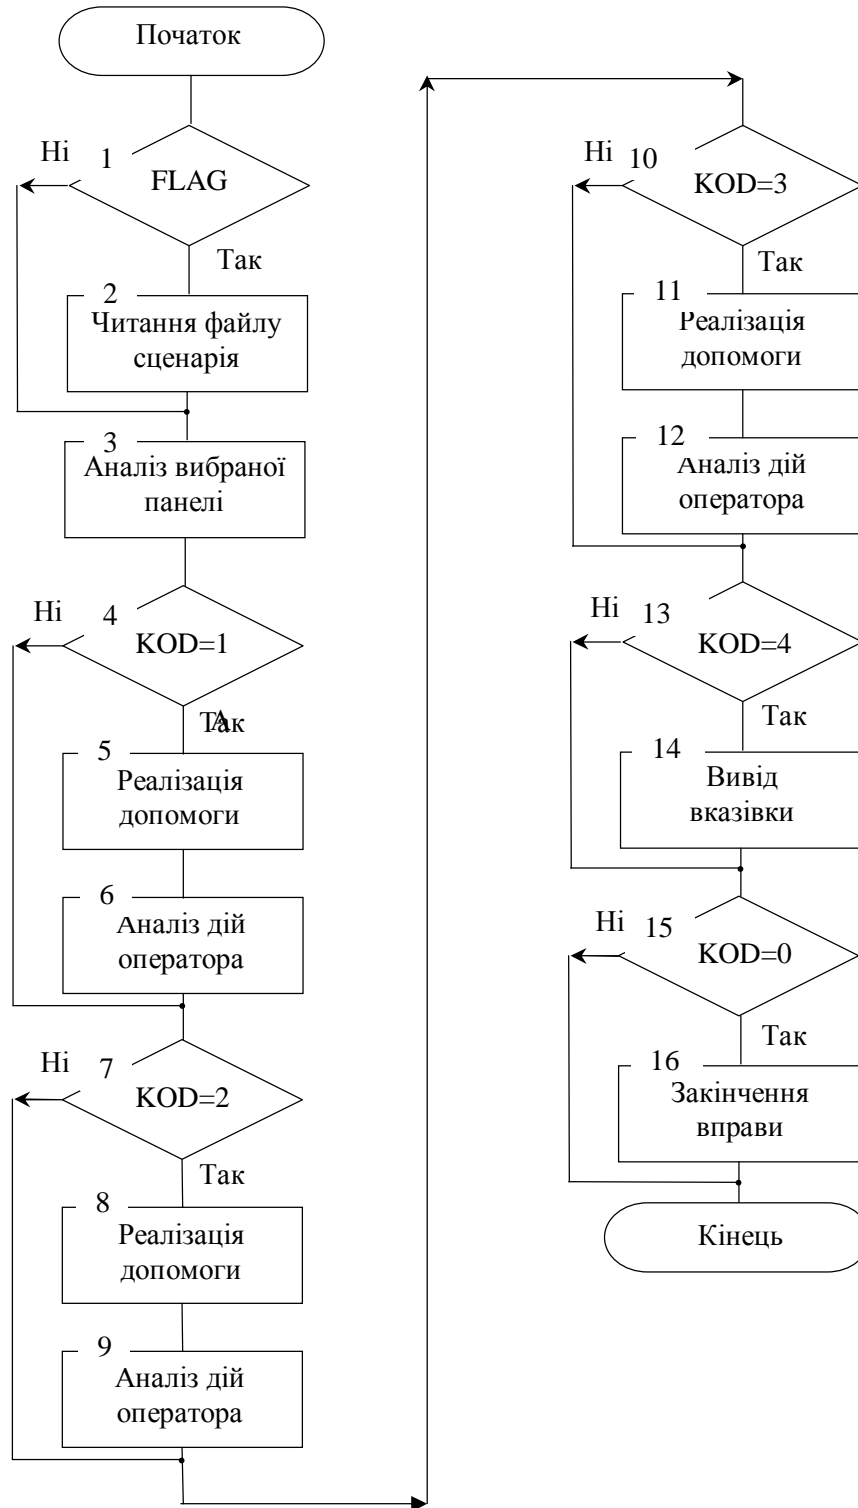 Початок
Ні
1
FLAG
Так
2
Читання файлу
сценарія
3
Аналіз вибраної
панелі
Ні
4
KOD=1
Так
А
5
Реалізація
допомоги
6
Аналіз дій
оператора
Ні
7
KOD=2
Так
8
Реалізація
допомоги
9
Аналіз дій
оператора
Ні
10
KOD=3
Так
11
Реалізація
допомоги
12
Аналіз дій
оператора
Ні
13
KOD=4
Так
14
Вивід
вказівки
Ні
15
KOD=0
Так
16
Закінчення
вправи
Кінець